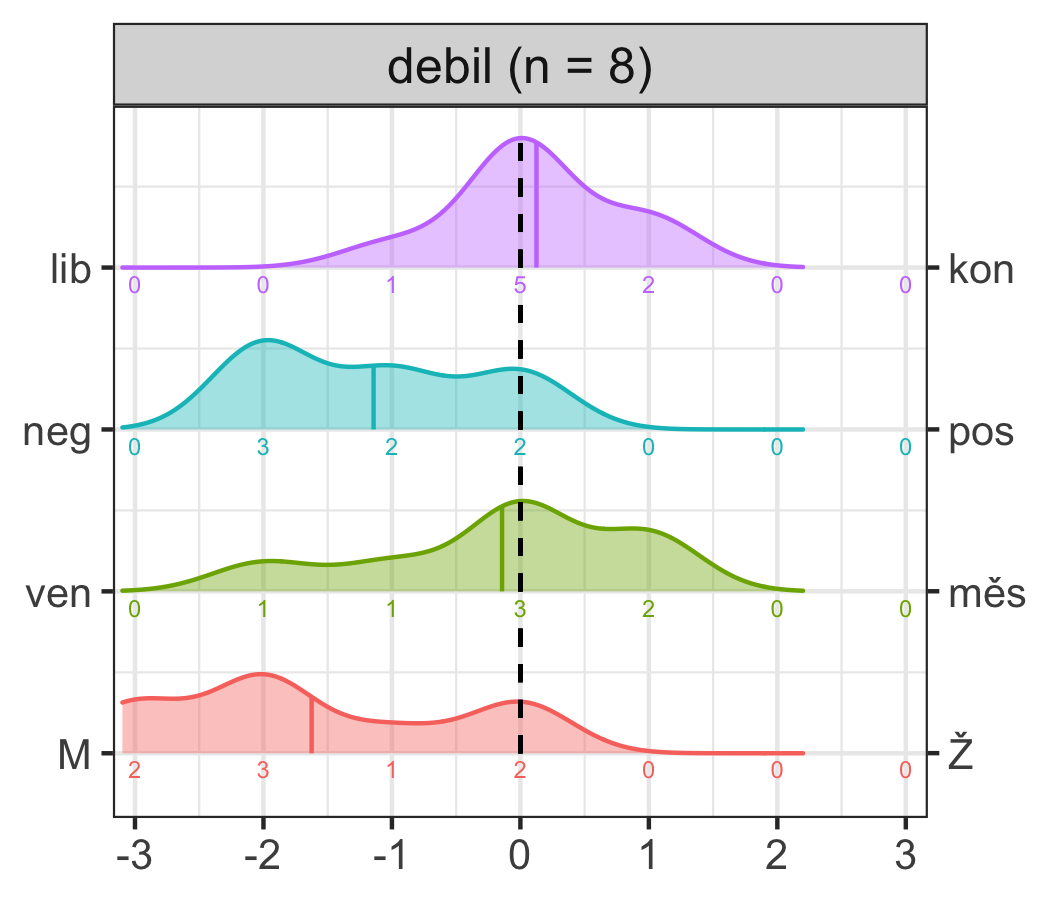 debil (n = 8)
lib kon
0 0 1 5 2 0 0
neg pos
0 3 2 2 0 0 0
ven měs
0 1 1 3 2 0 0
M Ž
2 3 1 2 0 0 0
-3 -2 -1 0 1 2 3